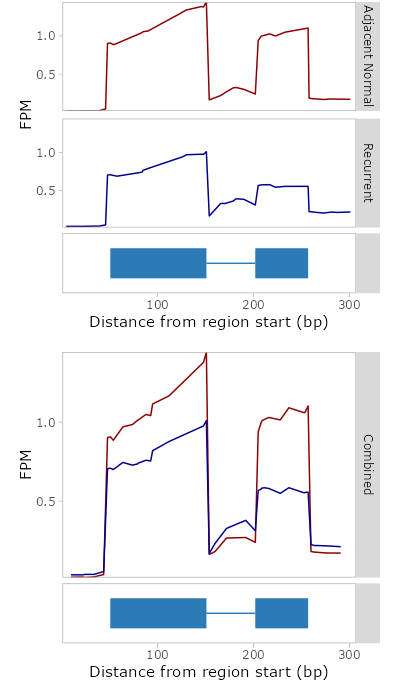 Adjacent Normal
1.0
0.5
FPM
Recurrent
1.0
0.5
100 200 300
Distance from region start (bp)
Combined
1.0
FPM
0.5
100 200 300
Distance from region start (bp)